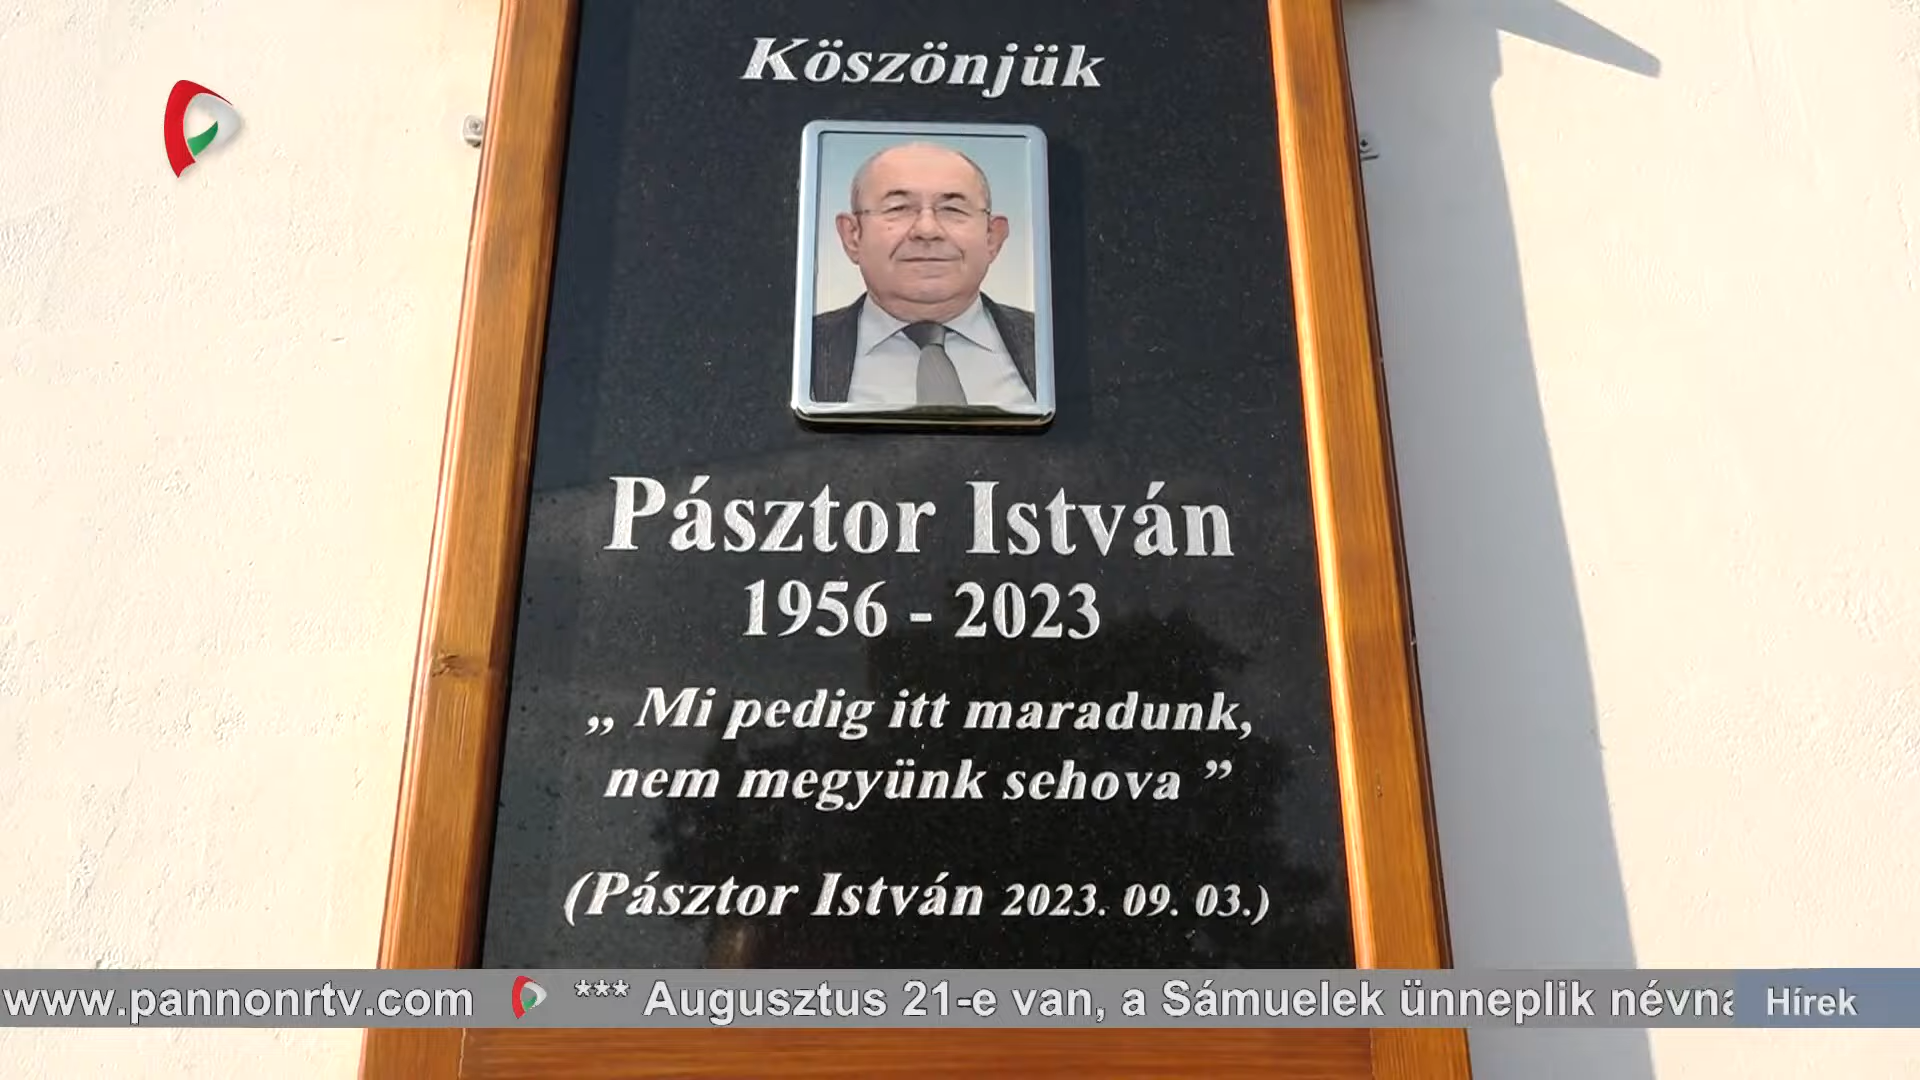 Köszönjük
Pásztor István
1956 - 2023
„ Mi pedig itt maradunk,
nem megyünk sehova ”
(Pásztor István 2023. 09. 03.)
www.pannonrtv.com *** Augusztus 21-e van, a Sámuelek ünneplik névna
Hírek